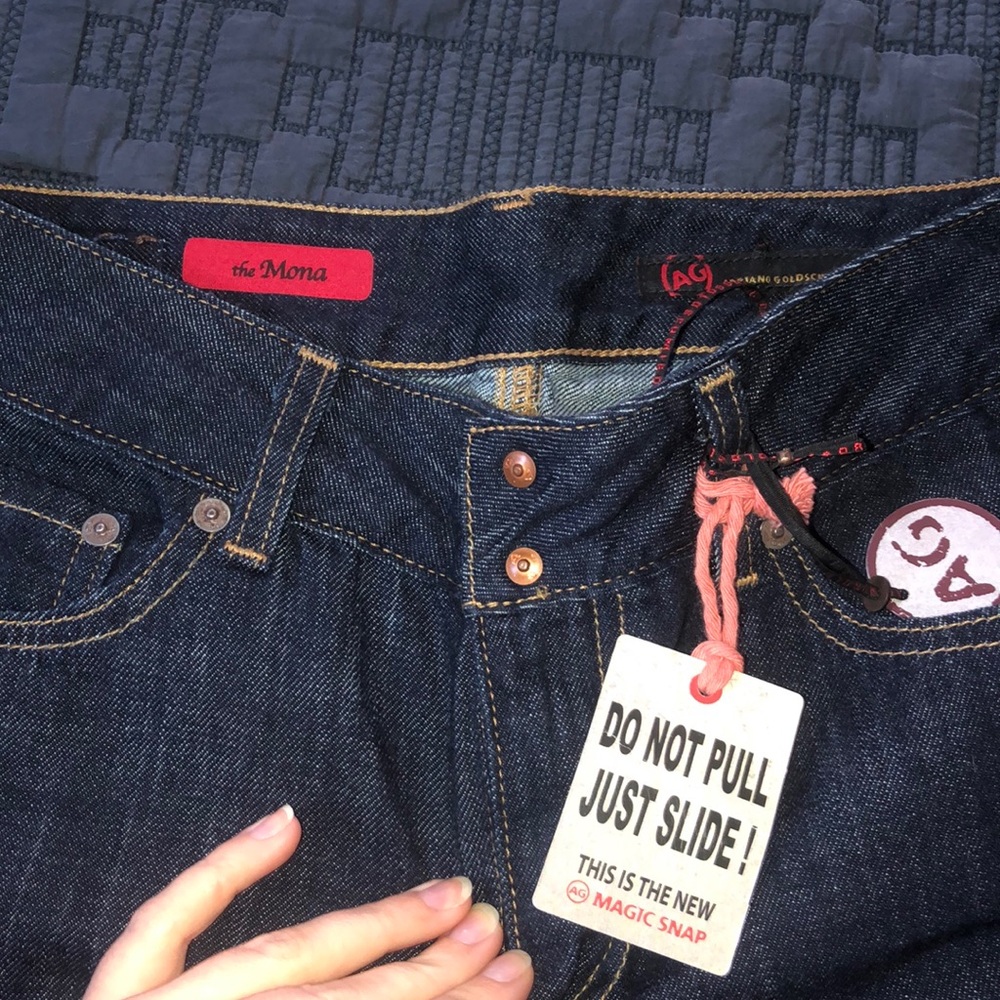 the Mona
AG
AG
DO NOT PULL
JUST SLIDE!
THIS IS THE NEW
AG MAGIC SNAP